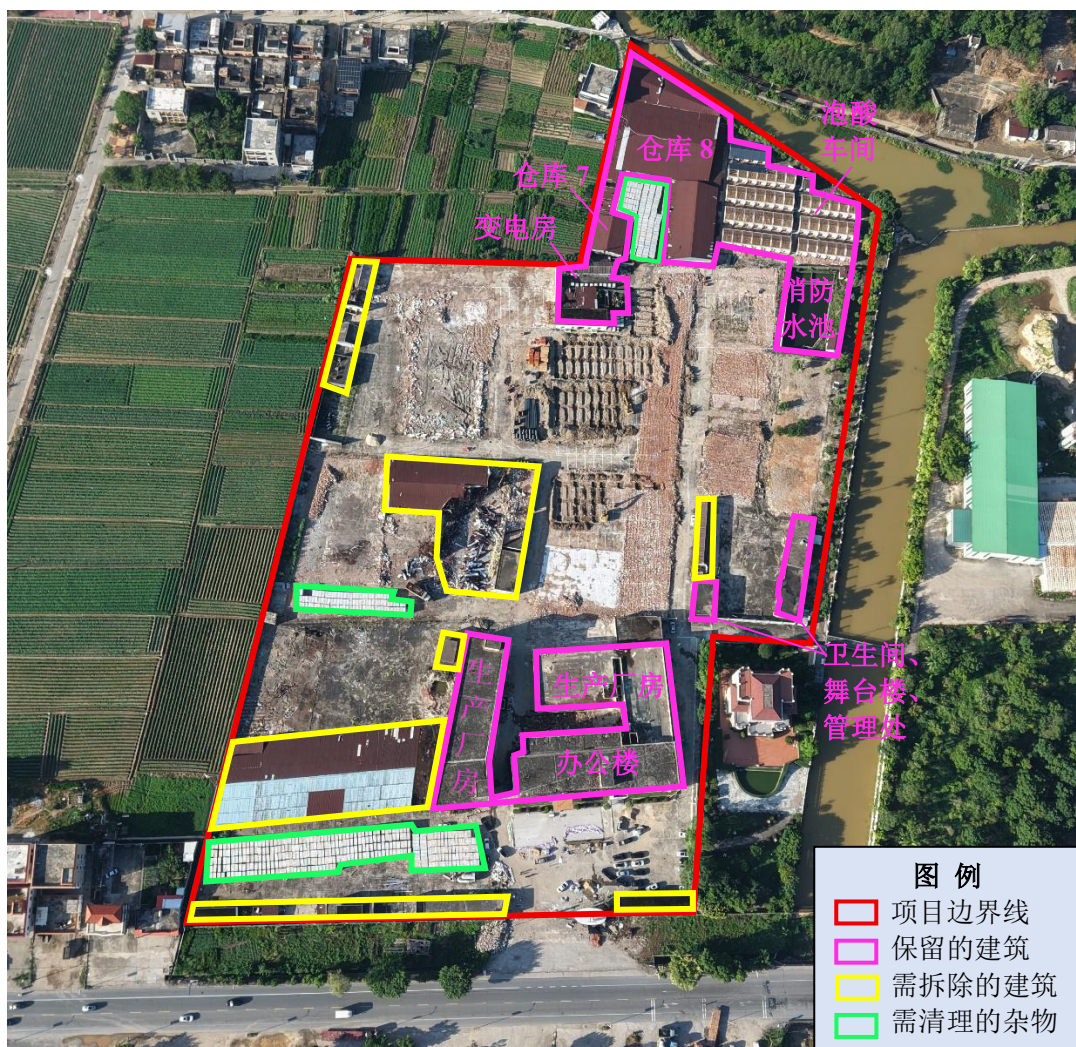 泡酸
车间
仓库 8
仓库 7
变电房
消防
水池
生产厂房
生产厂房
办公楼
卫生间、
舞台楼、
管理处
图 例
项目边界线
保留的建筑
需拆除的建筑
需清理的杂物